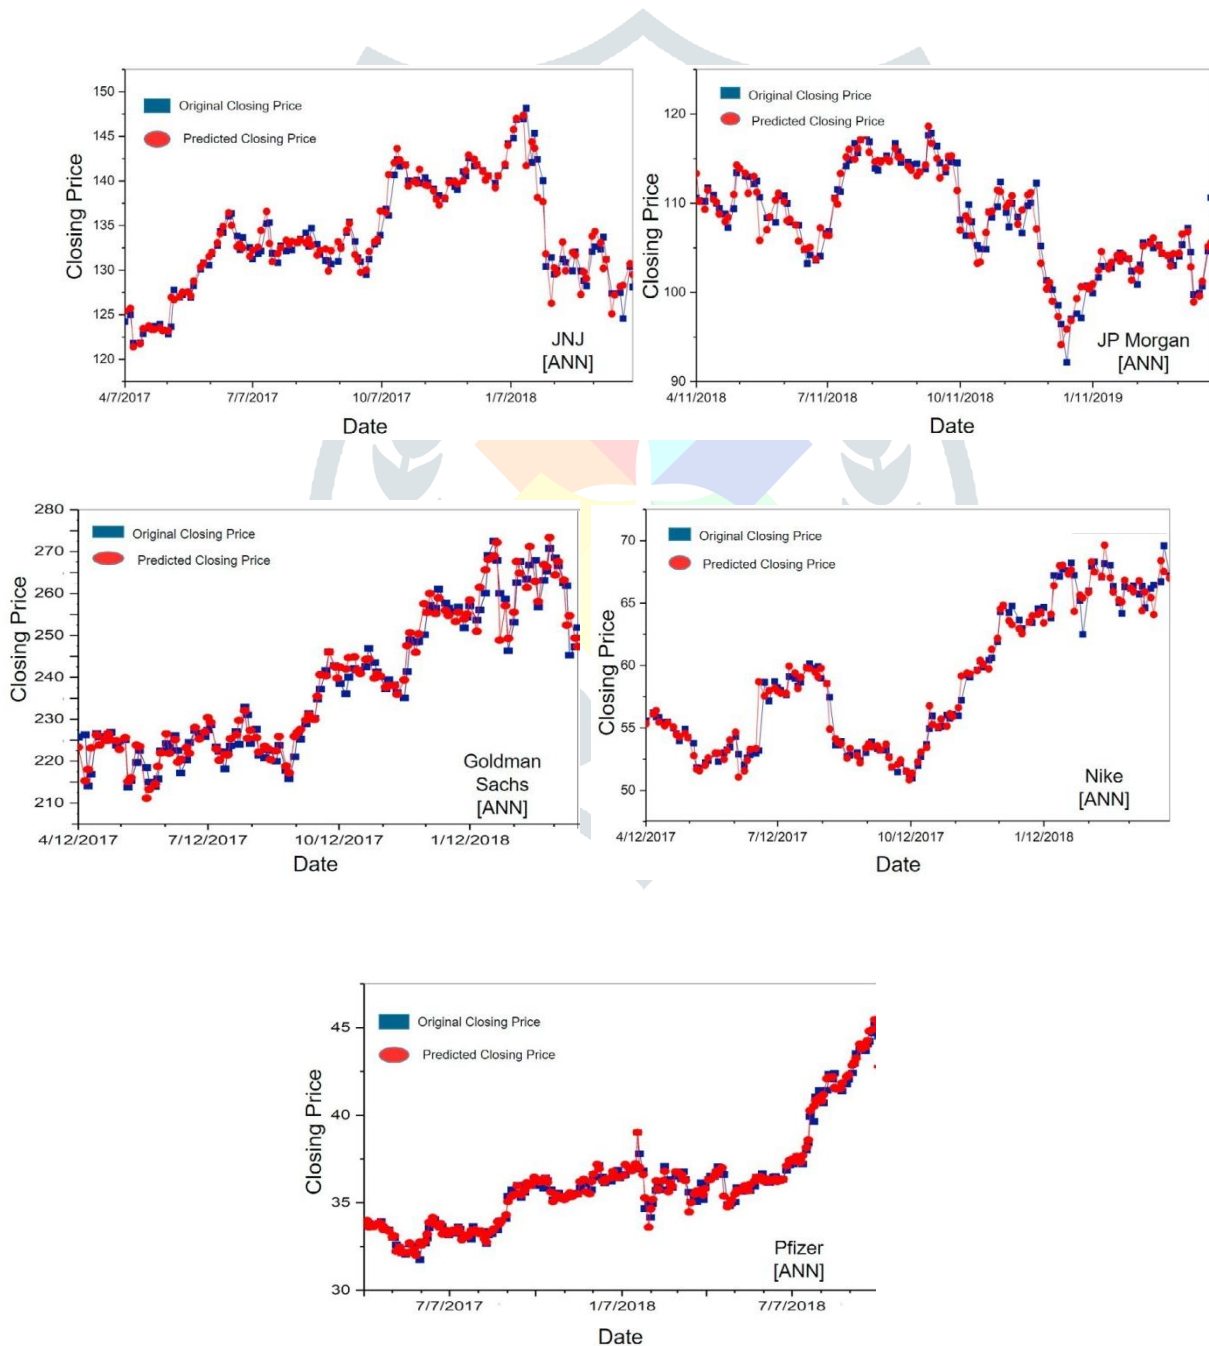 150
145
140
135
130
125
120
Closing Price
Original Closing Price
Predicted Closing Price
JNJ
[ANN]
4/7/2017
7/7/2017
10/7/2017
1/7/2018
Date
120
110
100
90
Closing Price
Original Closing Price
Predicted Closing Price
JP Morgan
[ANN]
4/11/2018
7/11/2018
10/11/2018
1/11/2019
Date
280
270
260
250
240
230
220
210
Closing Price
Original Closing Price
Predicted Closing Price
Goldman
Sachs
[ANN]
4/12/2017
7/12/2017
10/12/2017
1/12/2018
Date
70
65
60
55
50
Closing Price
Original Closing Price
Predicted Closing Price
Nike
[ANN]
4/12/2017
7/12/2017
10/12/2017
1/12/2018
Date
45
40
35
30
Closing Price
Original Closing Price
Predicted Closing Price
Pfizer
[ANN]
7/7/2017
1/7/2018
7/7/2018
Date